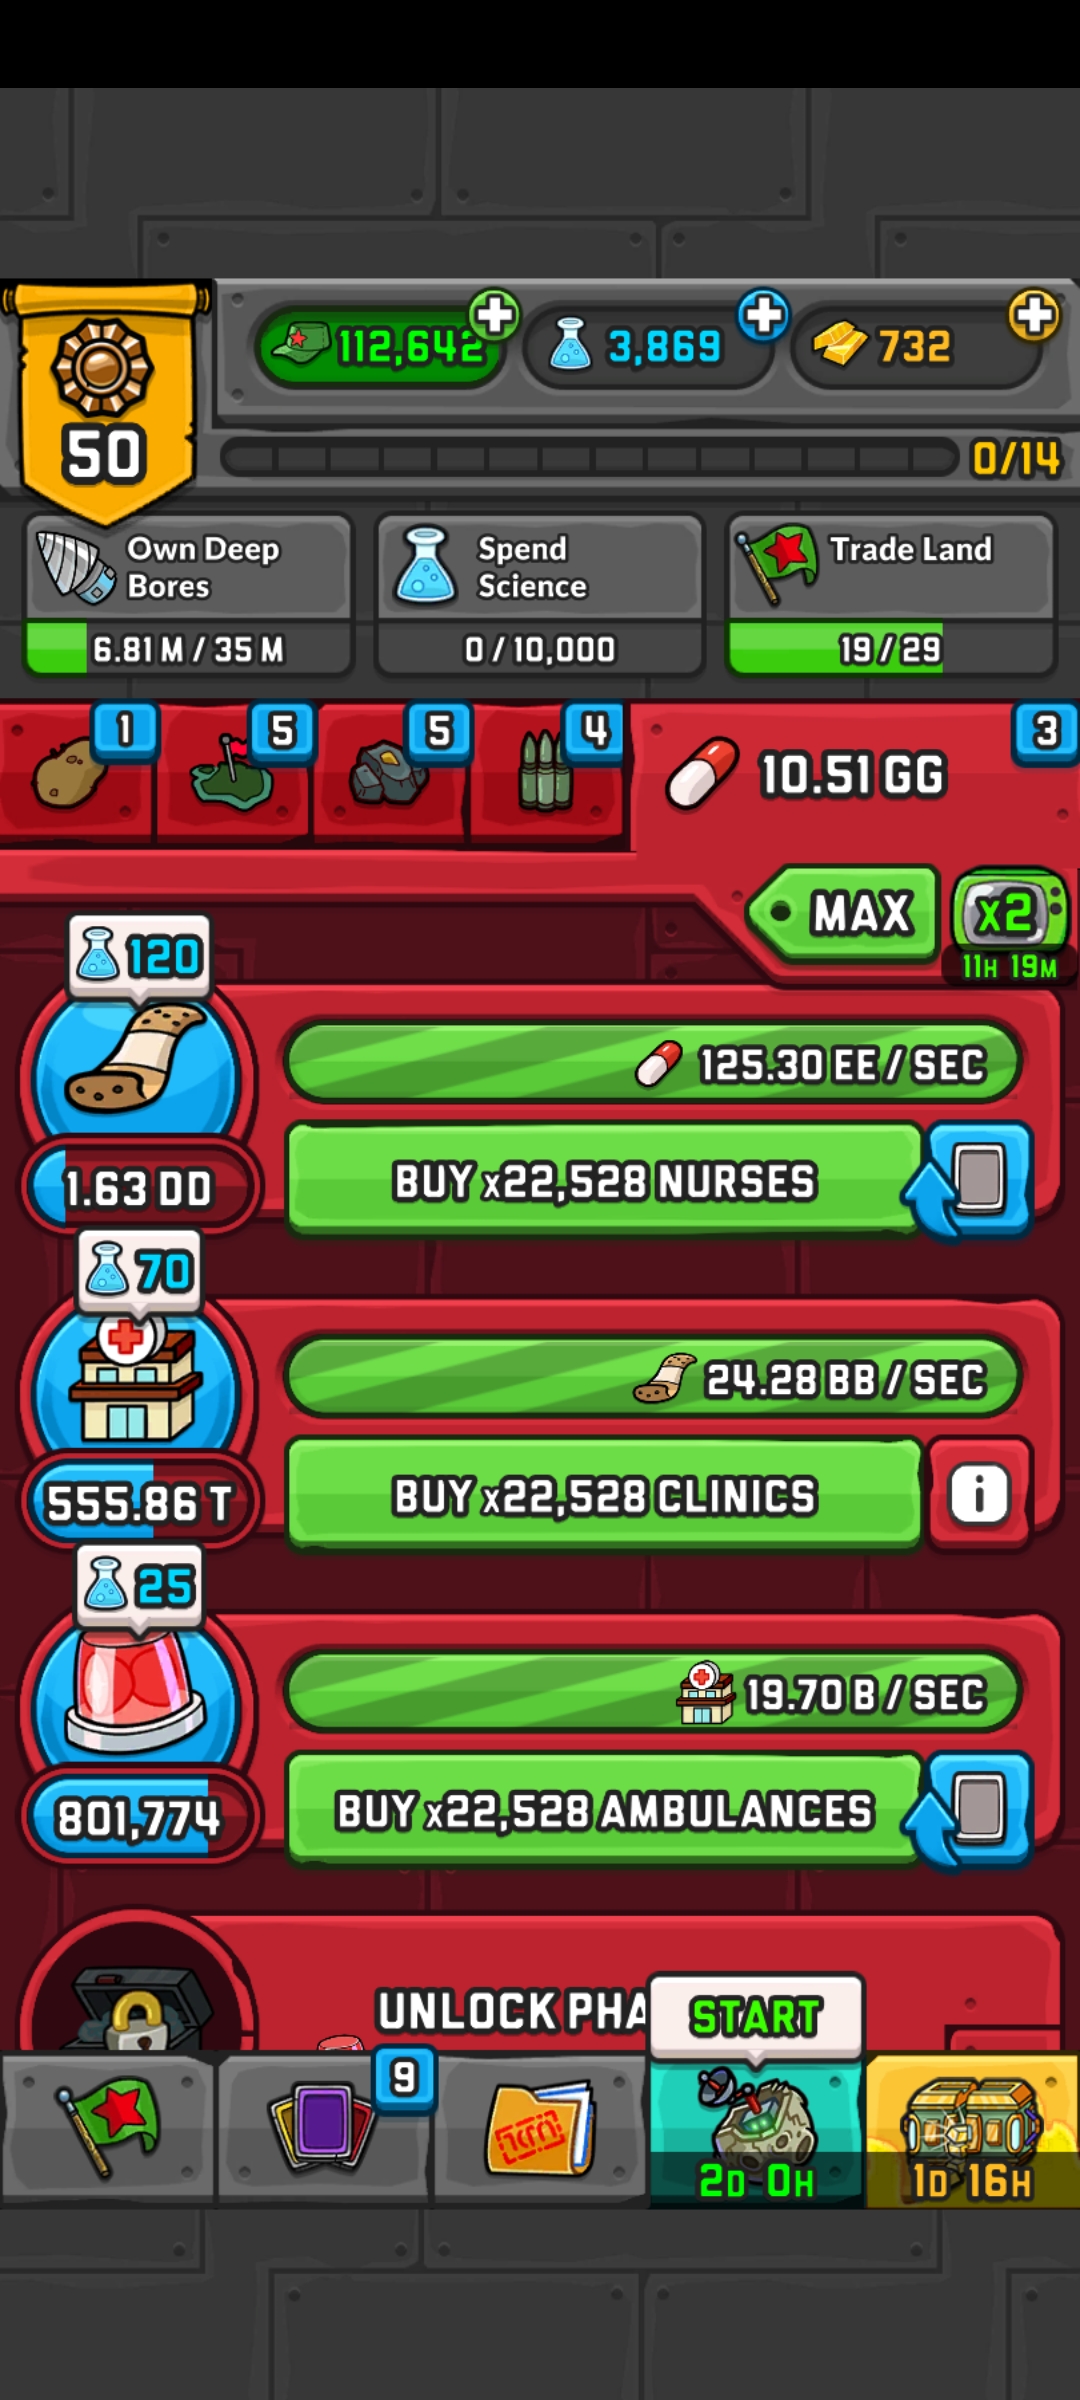 112,642
3,869
732
50
0/14
Own Deep
Bores
6.81 M / 35 M
Spend
Science
0 / 10,000
Trade Land
19 / 29
1
5
5
4
10.51 GG
3
MAX
x2
11H 19M
120
125.30 EE / SEC
BUY x22,528 NURSES
1.63 DD
70
24.28 BB / SEC
BUY x22,528 CLINICS
i
555.86 T
25
19.70 B / SEC
BUY x22,528 AMBULANCES
801,774
UNLOCK PHA
START
9
2D 0H
1D 16H